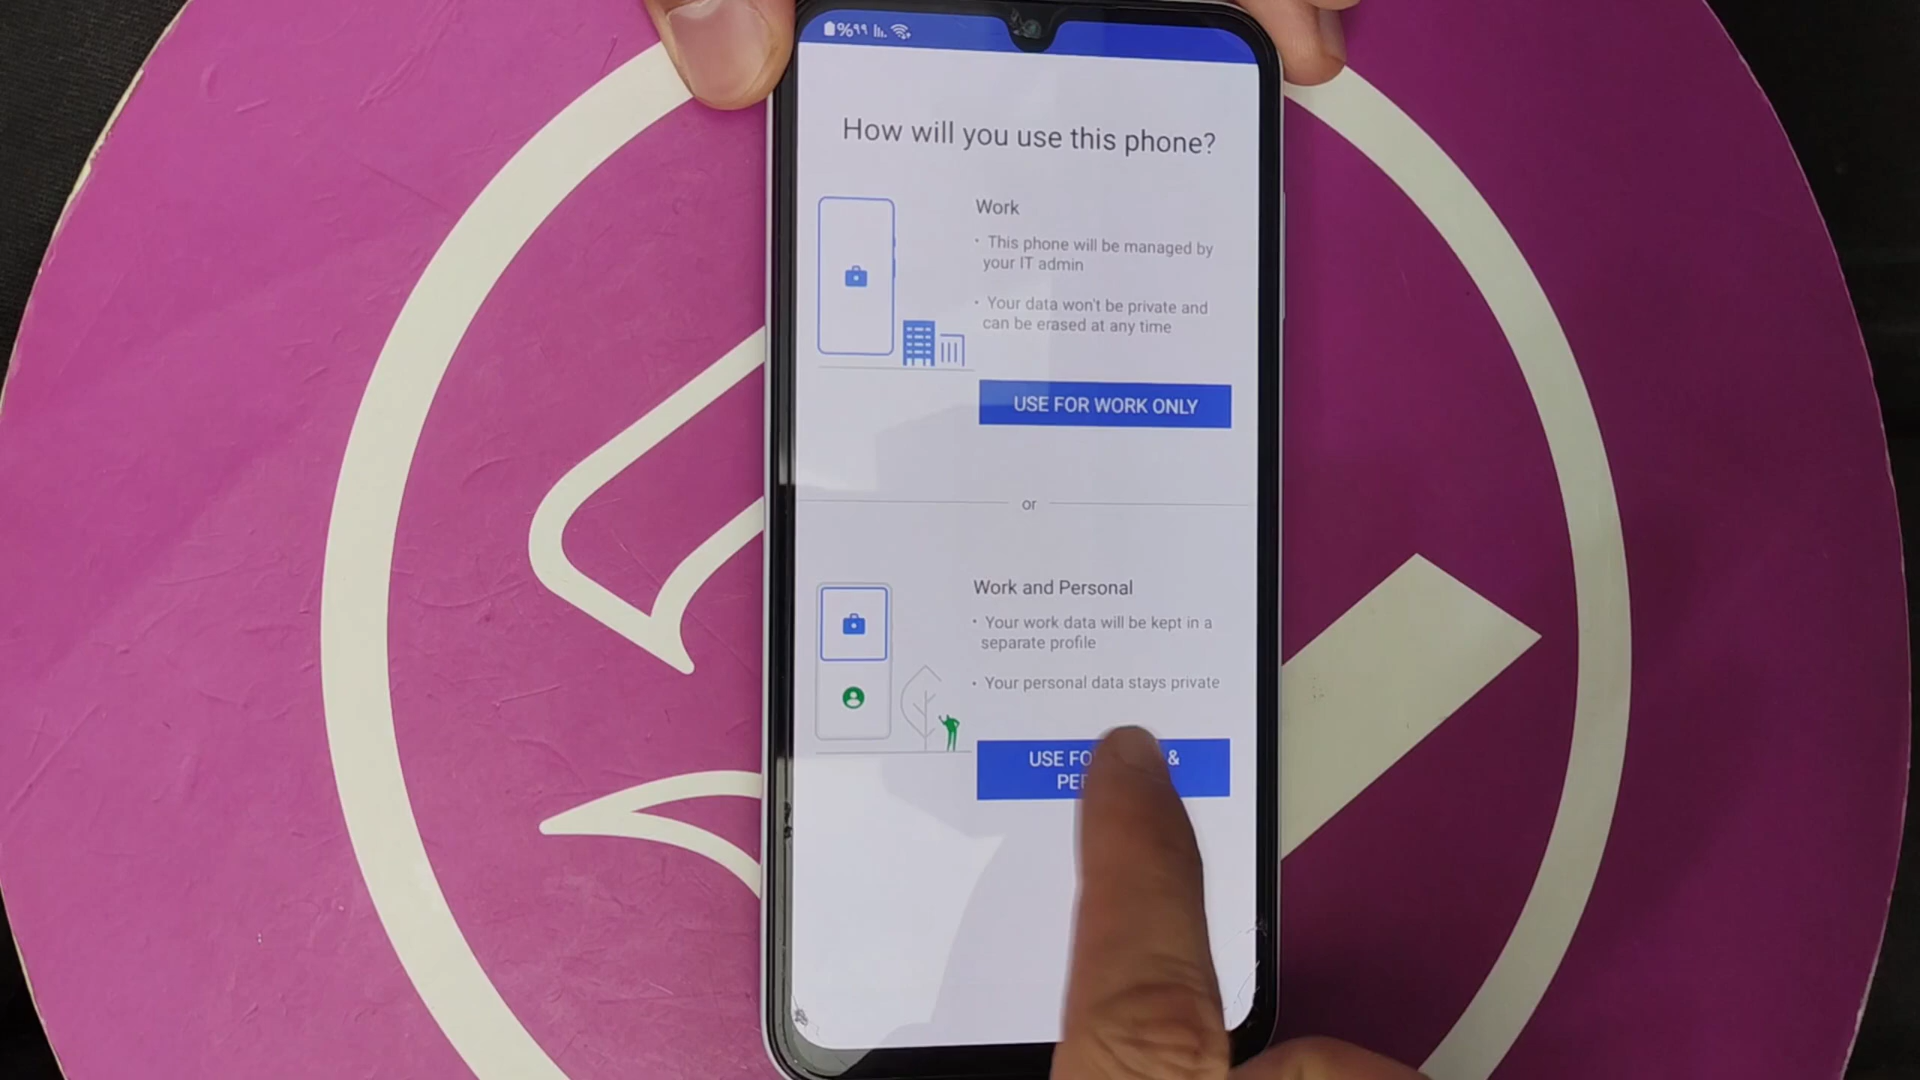 %٩٩
How will you use this phone?
Work
• This phone will be managed by
your IT admin
• Your data won't be private and
can be erased at any time
USE FOR WORK ONLY
or
Work and Personal
• Your work data will be kept in a
separate profile
• Your personal data stays private
USE &